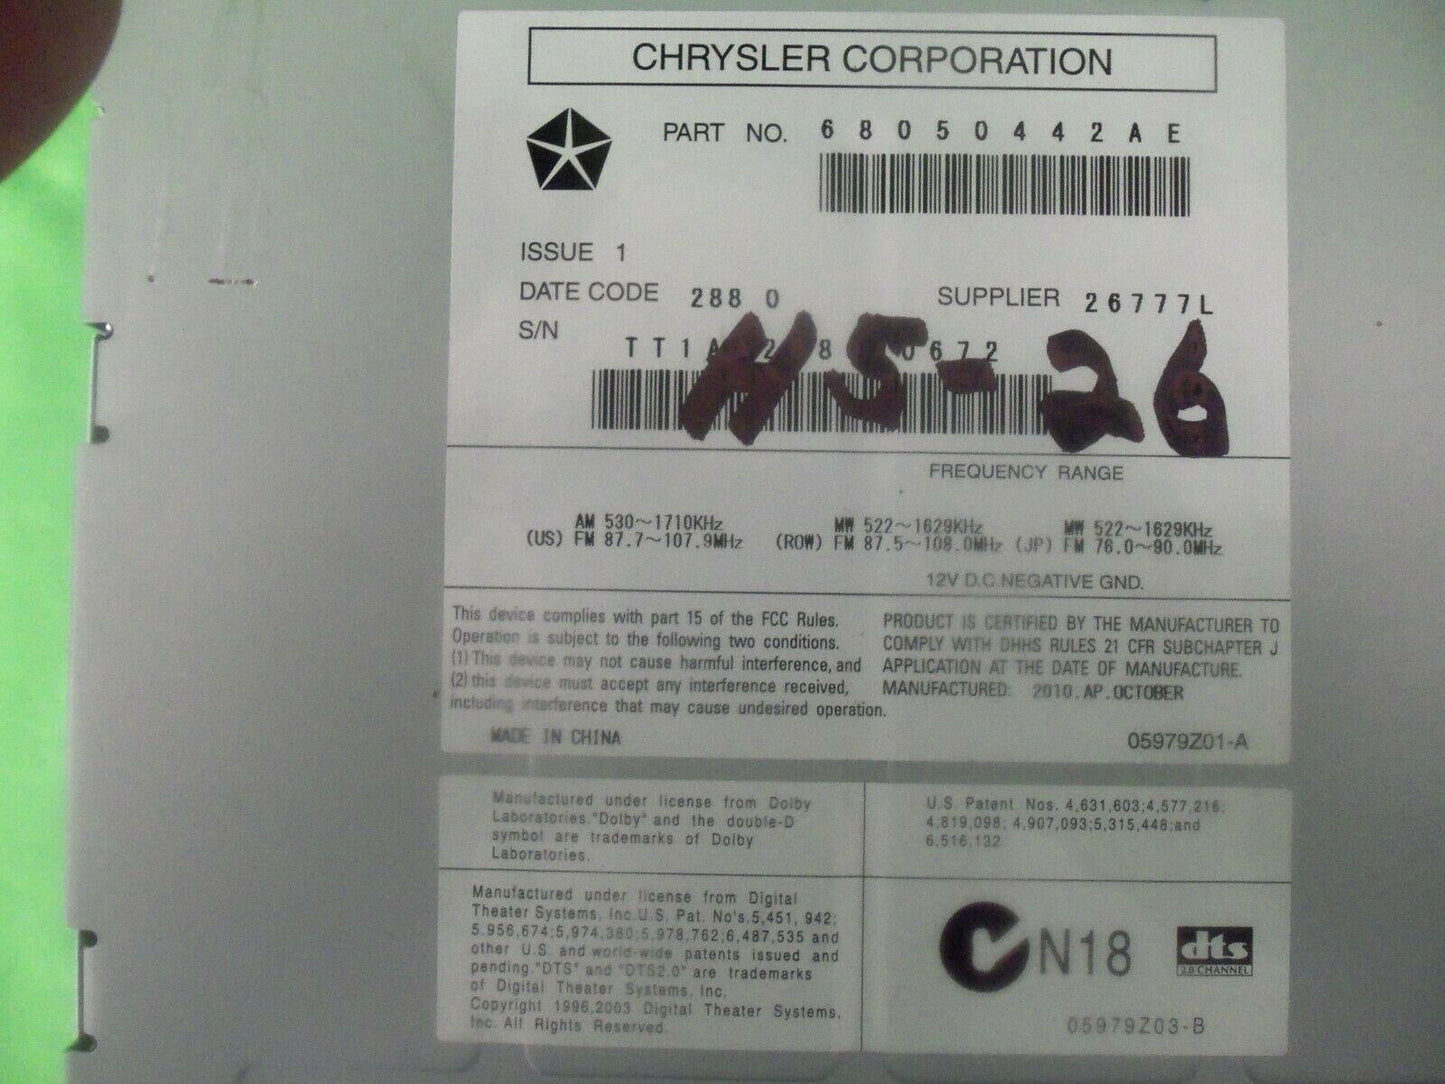 CHRYSLER CORPORATION
PART NO. 68050442AE
ISSUE 1
DATE CODE 288 0 SUPPLIER 26777L
S/N
TT1A 2 8 0672
HS-26
FREQUENCY RANGE
(US) AM 530~1710KHz FM 87.7~107.9MHz (ROW) MW 522~1629KHz FM 87.5~108.0MHz (JP) MW 522~1629KHz FM 76.0~90.0MHz
12V D.C.NEGATIVE GND.
This device complies with part 15 of the FCC Rules.
Operation is subject to the following two conditions.
(1) This device may not cause harmful interference, and
(2) this device must accept any interference received,
including interference that may cause undesired operation.
PRODUCT IS CERTIFIED BY THE MANUFACTURER TO
COMPLY WITH DHHS RULES 21 CFR SUBCHAPTER J
APPLICATION AT THE DATE OF MANUFACTURE.
MANUFACTURED: 2010. AP. OCTOBER
MADE IN CHINA
05979Z01-A
Manufactured under license from Dolby
Laboratories."Dolby" and the double-D
symbol are trademarks of Dolby
Laboratories.
U.S. Patent Nos. 4,631,603;4,577,216;
4,819,098; 4,907,093;5,315,448;and
6,516,132.
Manufactured under license from Digital
Theater Systems, Inc.U.S. Pat. No's.5,451, 942;
5.956,674;5,974,380;5,978,762;6,487,535 and
other U.S. and world-wide patents issued and
pending."DTS" and "DTS2.0" are trademarks
of Digital Theater Systems, Inc.
Copyright 1996,2003 Digital Theater Systems,
Inc. All Rights Reserved.
N18
dts
2.0 CHANNEL
05979Z03-B